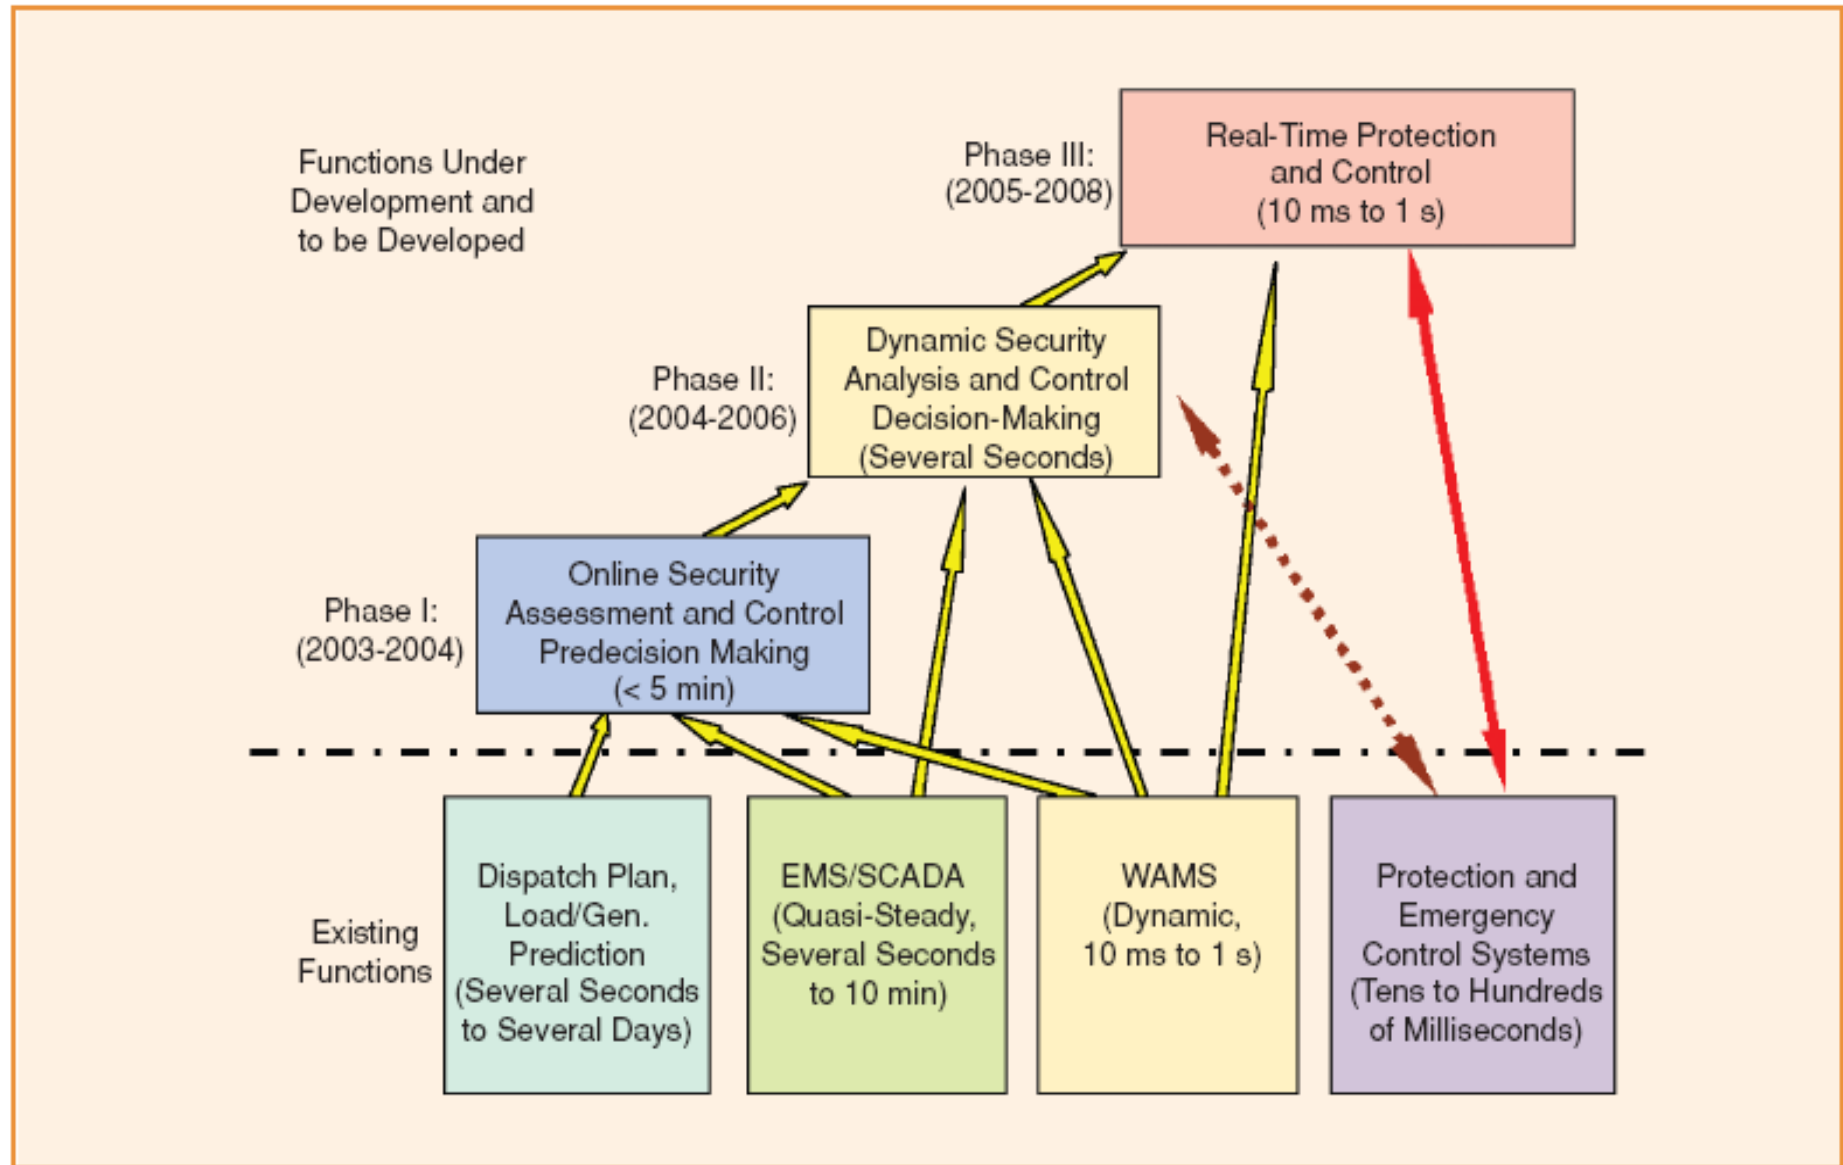 Functions Under
Development and
to be Developed
Phase III:
(2005-2008)
Real-Time Protection
and Control
(10 ms to 1 s)
Phase II:
(2004-2006)
Dynamic Security
Analysis and Control
Decision-Making
(Several Seconds)
Phase I:
(2003-2004)
Online Security
Assessment and Control
Predecision Making
(< 5 min)
Existing
Functions
Dispatch Plan,
Load/Gen.
Prediction
(Several Seconds
to Several Days)
EMS/SCADA
(Quasi-Steady,
Several Seconds
to 10 min)
WAMS
(Dynamic,
10 ms to 1 s)
Protection and
Emergency
Control Systems
(Tens to Hundreds
of Milliseconds)